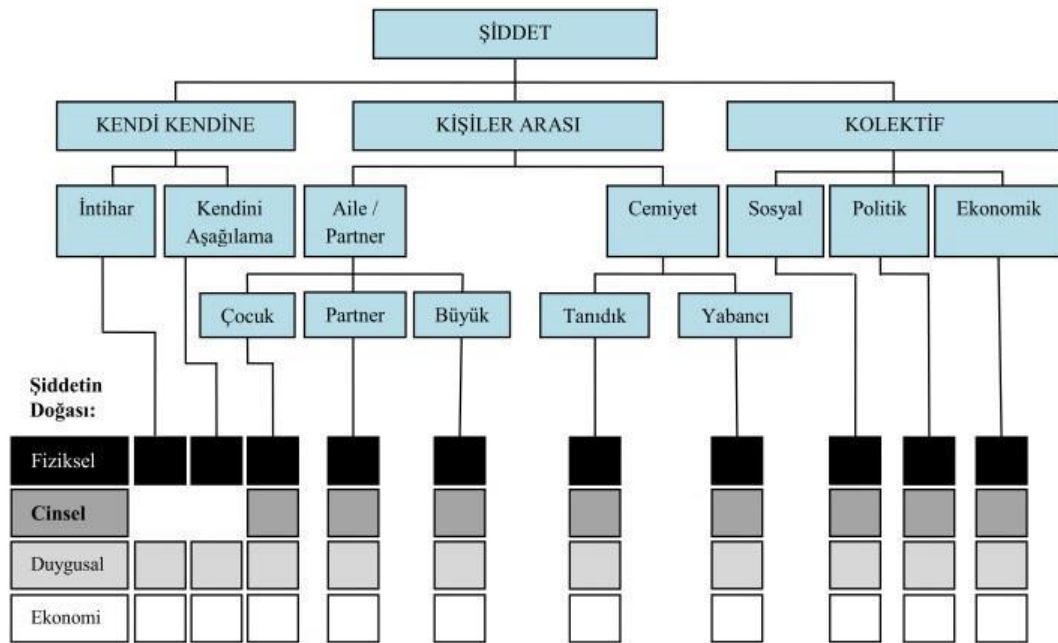 ŞİDDET
KENDİ KENDİNE
KİŞİLER ARASI
KOLEKTİF
İntihar
Kendini
Aşağılama
Aile /
Partner
Cemiyet
Sosyal
Politik
Ekonomik
Çocuk
Partner
Büyük
Tanıdık
Yabancı
Şiddetin
Doğası:
Fiziksel
Cinsel
Duygusal
Ekonomi